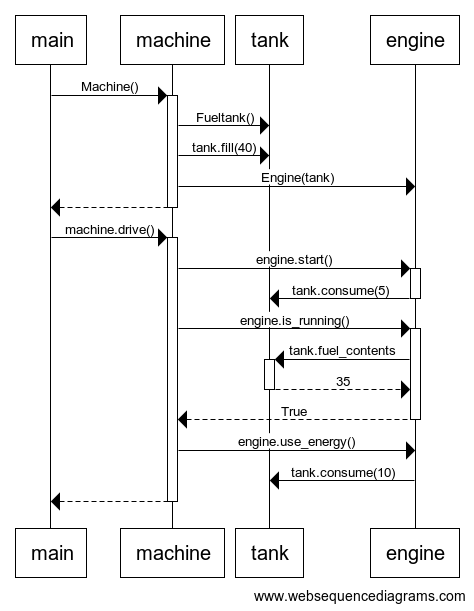 main machine tank engine
Machine()
Fueltank()
tank.fill(40)
Engine(tank)
machine.drive()
engine.start()
tank.consume(5)
engine.is_running()
tank.fuel_contents
35
True
engine.use_energy()
tank.consume(10)
main machine tank engine
www.websequencediagrams.com